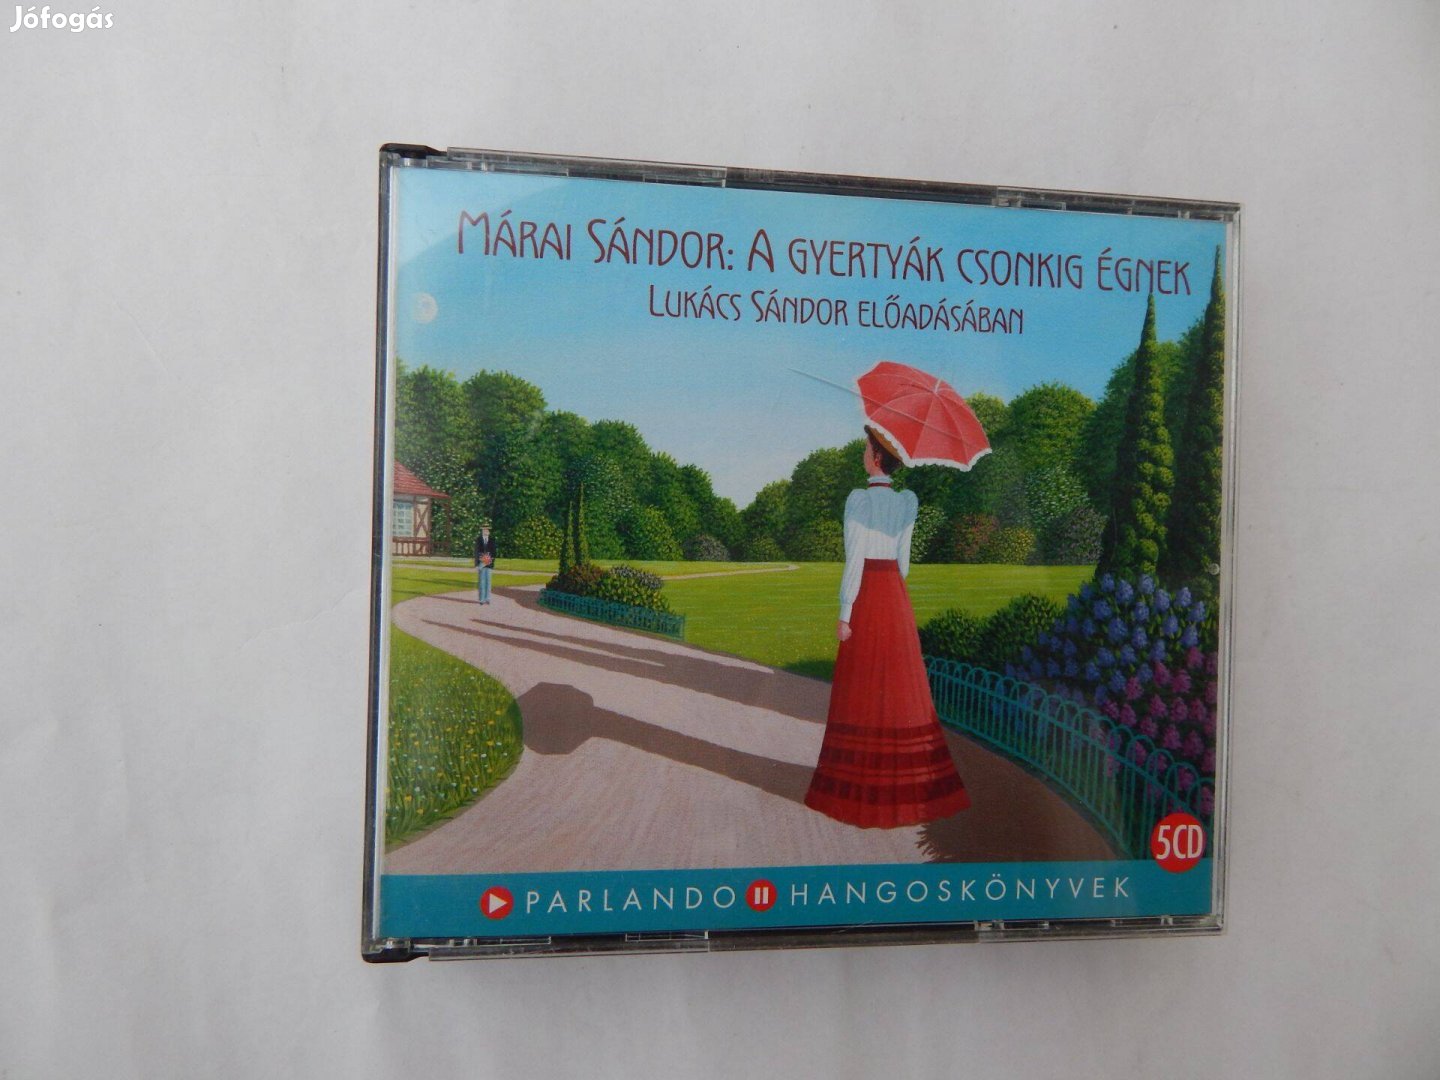 Jófogás
MÁRAI SÁNDOR: A GYERTYÁK CSONKIG ÉGNEK
LUKÁCS SÁNDOR ELŐADÁSÁBAN
5CD
PARLANDO HANGOSKÖNYVEK